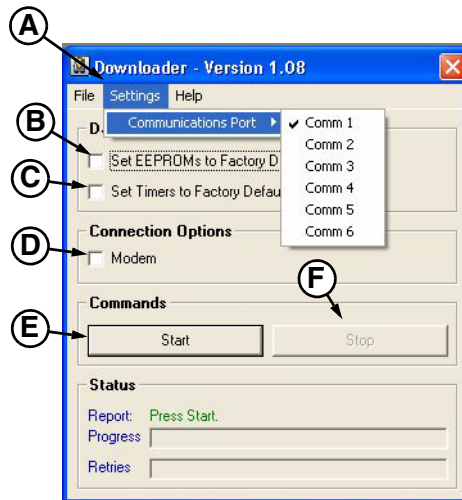 A
Downloader - Version 1.08
File Settings Help
Communications Port
Comm 1
Comm 2
Comm 3
Comm 4
Comm 5
Comm 6
B
Set EEPROMs to Factory D
C
Set Timers to Factory Defau
Connection Options
D
Modem
F
Commands
E
Start Stop
Status
Report: Press Start.
Progress
Retries